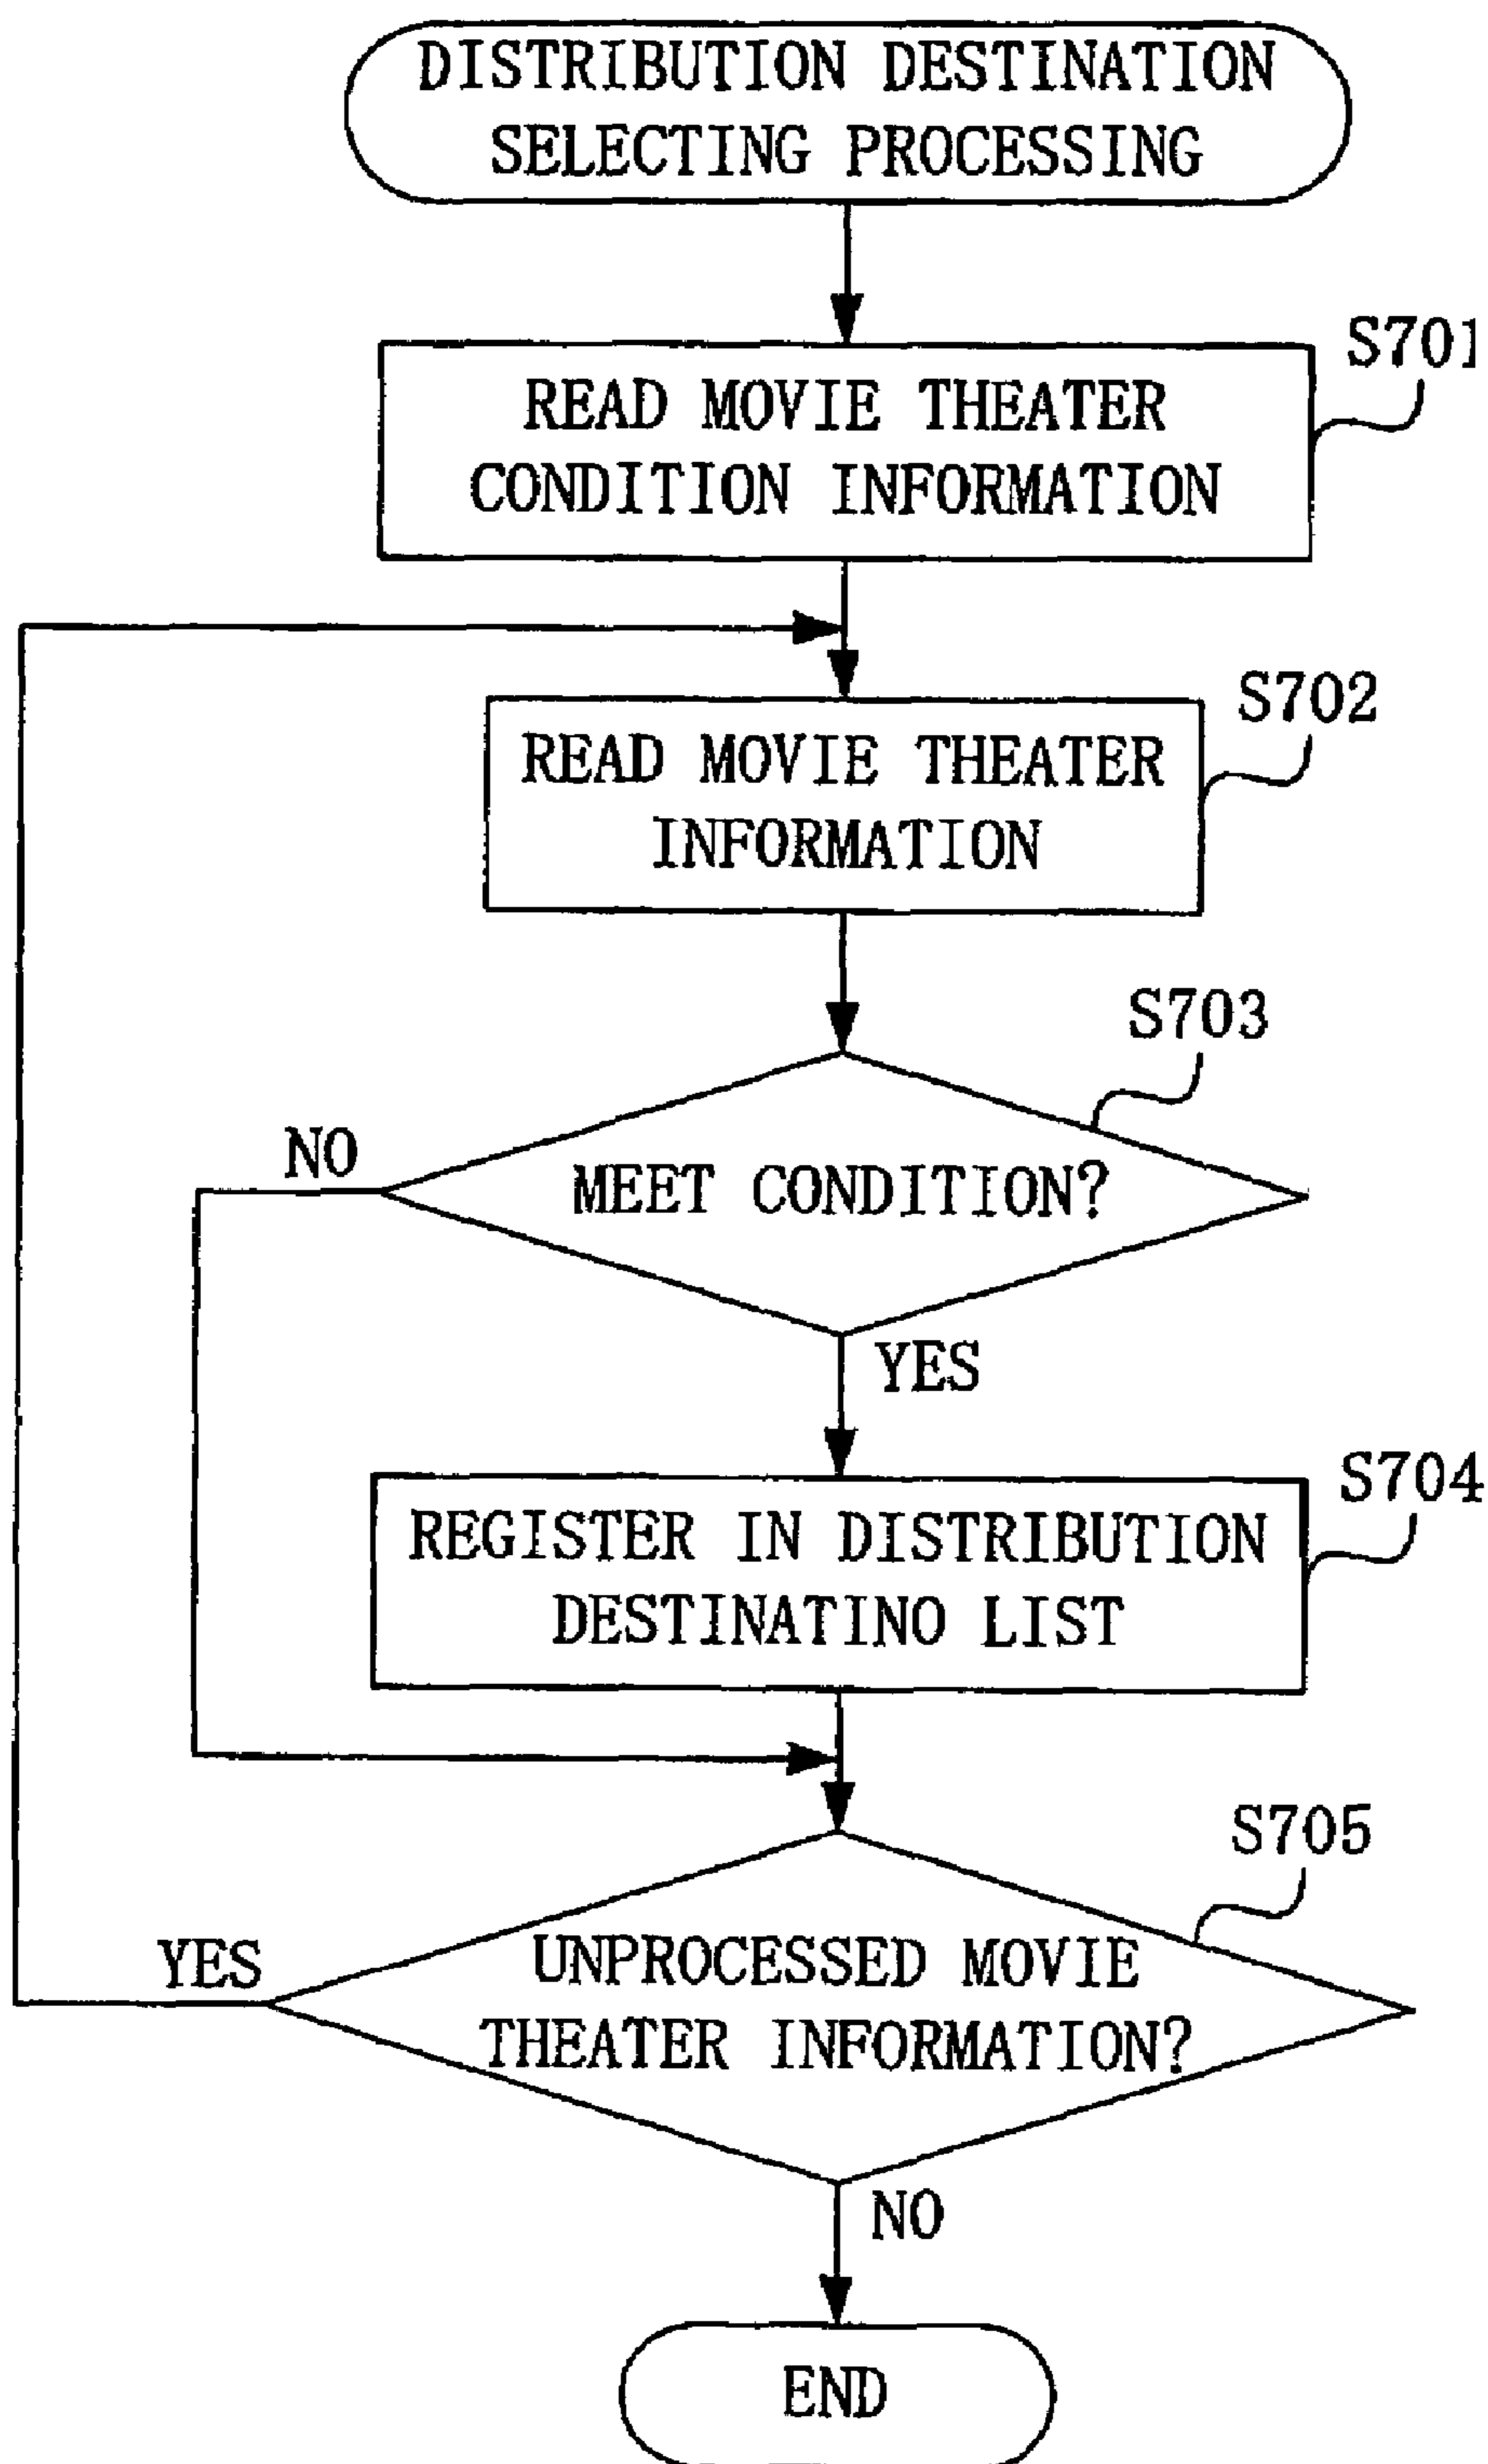 DISTRIBUTION DESTINATION
SELECTING PROCESSING
S701
READ MOVIE THEATER
CONDITION INFORMATION
S702
READ MOVIE THEATER
INFORMATION
S703
NO
MEET CONDITION?
YES
S704
REGISTER IN DISTRIBUTION
DESTINATINO LIST
S705
YES
UNPROCESSED MOVIE
THEATER INFORMATION?
NO
END